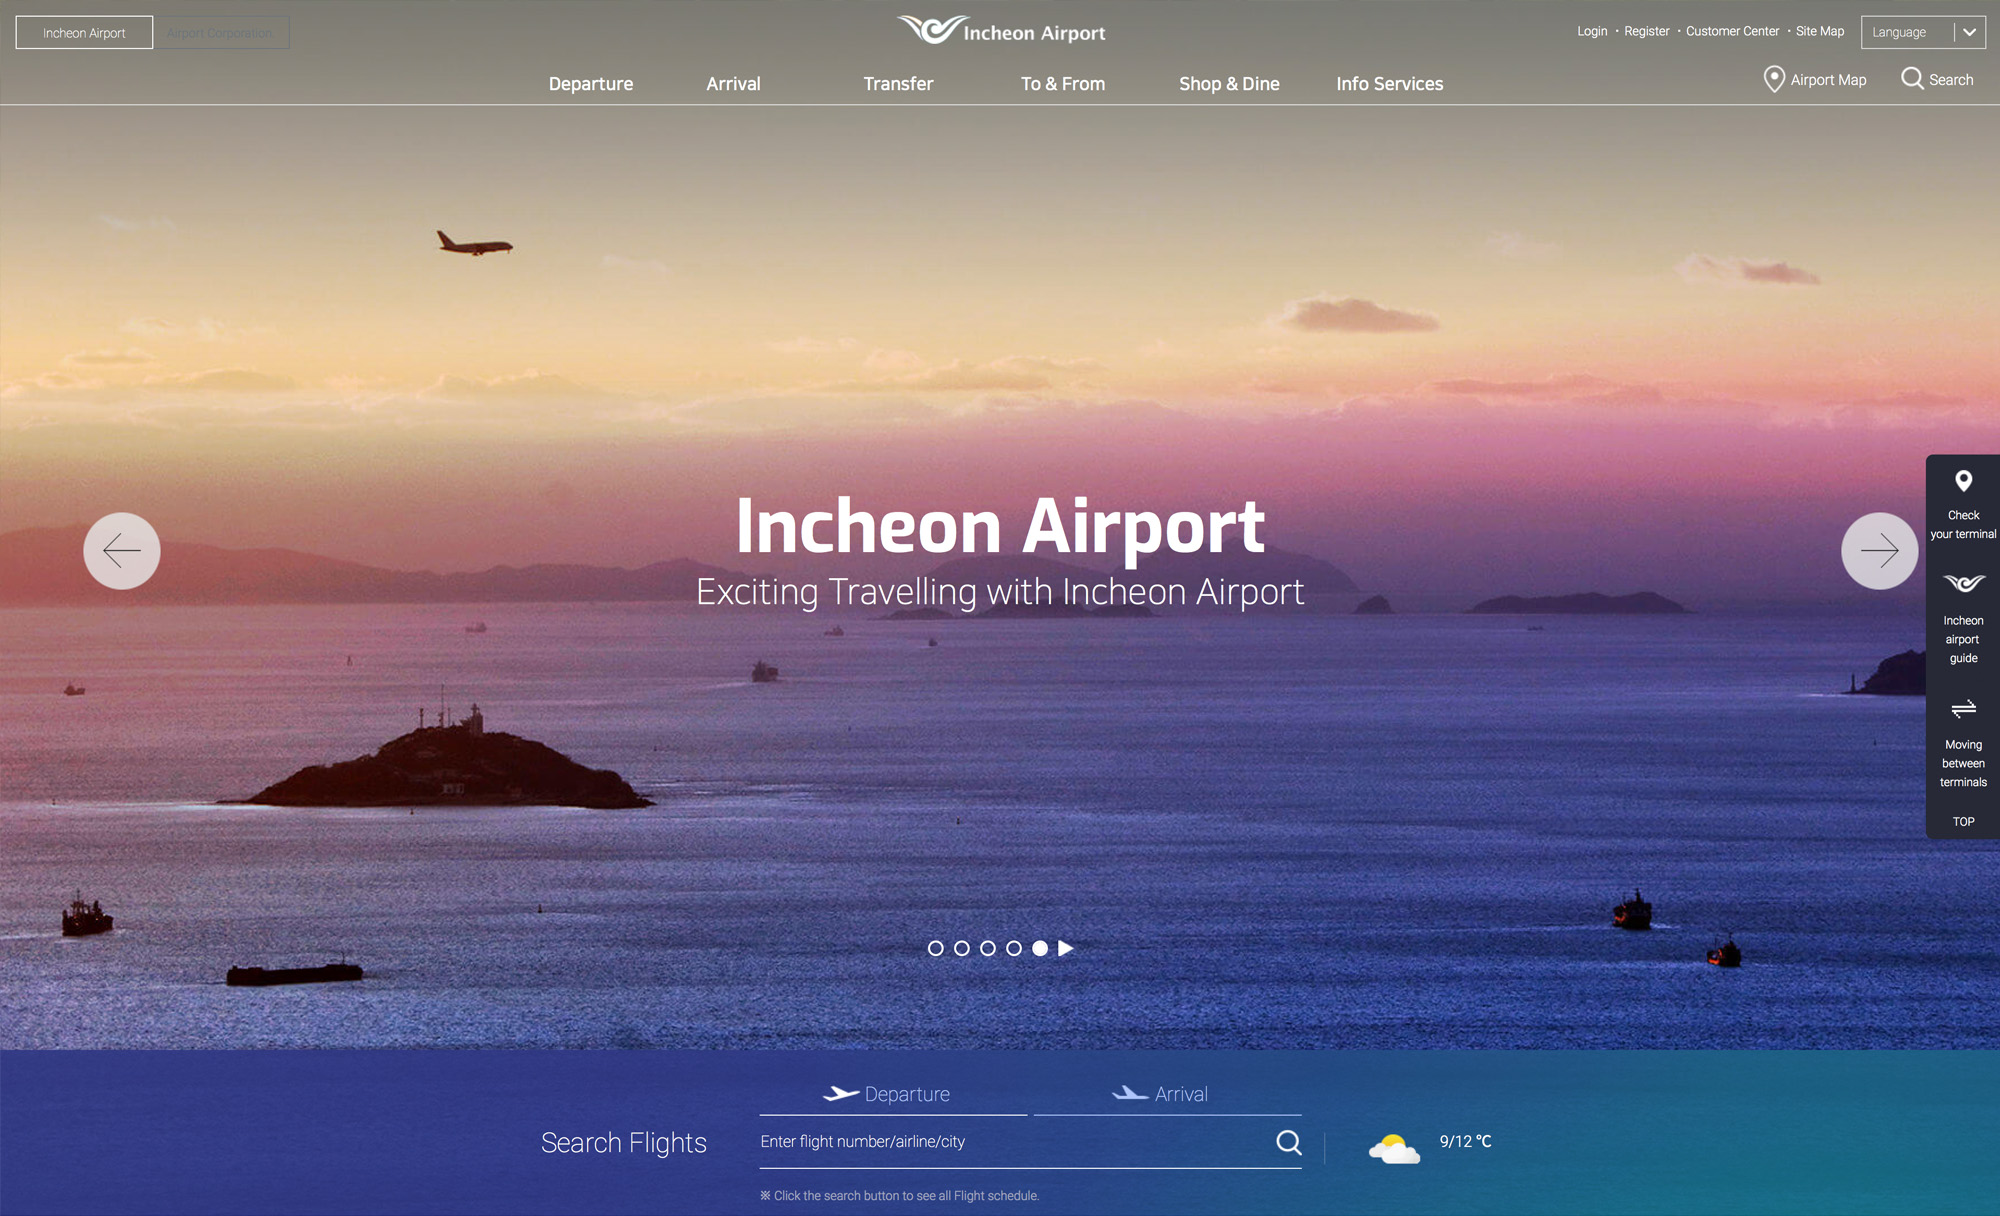 Incheon Airport
Airport Corporation
Incheon Airport
Login · Register · Customer Center · Site Map
Language
Departure
Arrival
Transfer
To & From
Shop & Dine
Info Services
Airport Map
Search
Incheon Airport
Exciting Travelling with Incheon Airport
Check
your terminal
Incheon
airport
guide
Moving
between
terminals
TOP
Departure
Arrival
Search Flights
Enter flight number/airline/city
9/12 °C
※ Click the search button to see all Flight schedule.